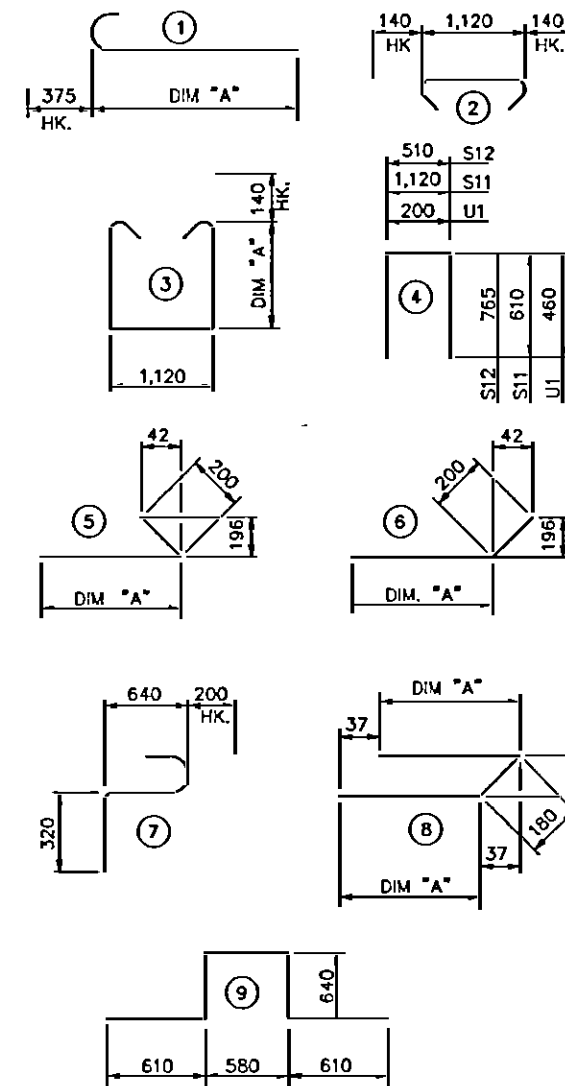 1
375
HK.
DIM "A"
140
HK
1,120
140
HK.
2
140
HK.
DIM "A"
3
1,120
510
S12
1,120
S11
200
U1
4
765
610
460
S12
S11
U1
42
200
5
196
DIM "A"
42
200
6
196
DIM. "A"
640
200
HK.
320
7
DIM "A"
37
8
180
37
DIM "A"
9
640
610
580
610